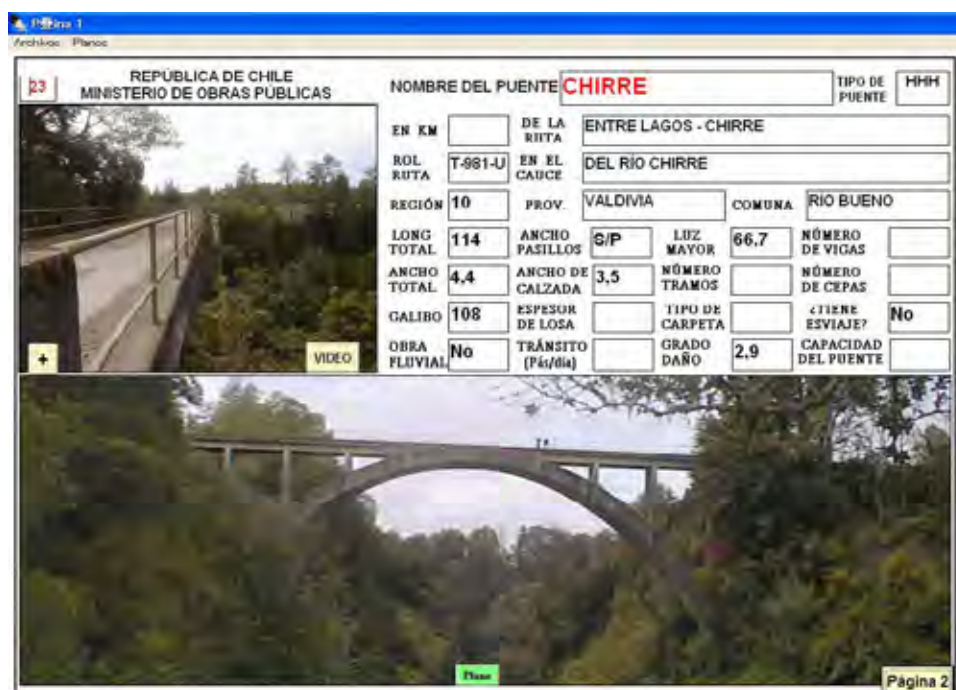 Página 1
Archivos Planos
23 REPÚBLICA DE CHILE
MINISTERIO DE OBRAS PÚBLICAS
NOMBRE DEL PUENTE CHIRRE TIPO DE PUENTE HHH
EN KM DE LA RUTA ENTRE LAGOS - CHIRRE
ROL RUTA T-981-U EN EL CAUCE DEL RÍO CHIRRE
REGIÓN 10 PROV. VALDIVIA COMUNA RIO BUENO
LONG TOTAL 114 ANCHO PASILLOS S/P LUZ MAYOR 66,7 NÚMERO DE VIGAS
ANCHO TOTAL 4,4 ANCHO DE CALZADA 3,5 NÚMERO TRAMOS NÚMERO DE CEPAS
GALIBO 108 ESPESOR DE LOSA TIPO DE CARPETA ¿TIENE ESVIAJE? No
OBRA FLUVIAL No TRÁNSITO (Pás/día) GRADO DAÑO 2,9 CAPACIDAD DEL PUENTE
+ VIDEO
Plano
Página 2